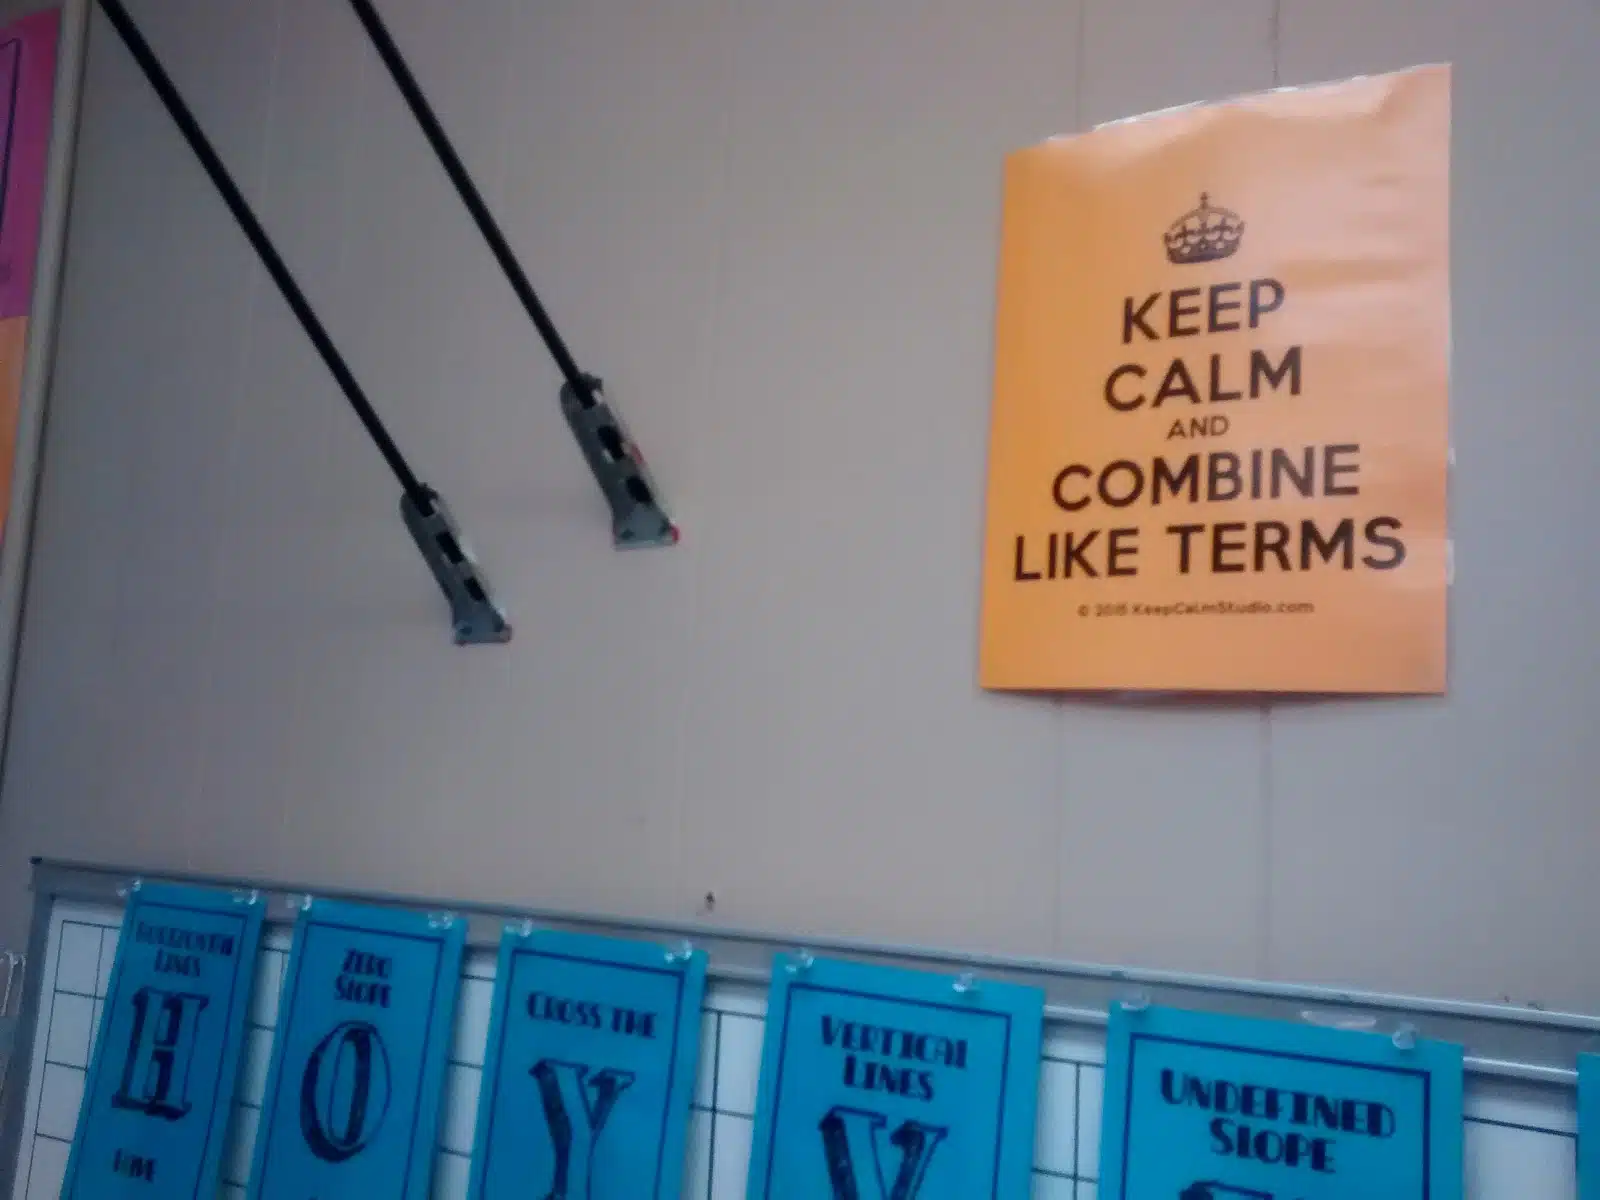 KEEP
CALM
AND
COMBINE
LIKE TERMS
© 2015 KeepCalmStudio.com
HORIZONTAL
LINES
H
HAVE
ZERO
SLOPE
O
CROSS THE
Y
VERTICAL
LINES
V
UNDEFINED
SLOPE